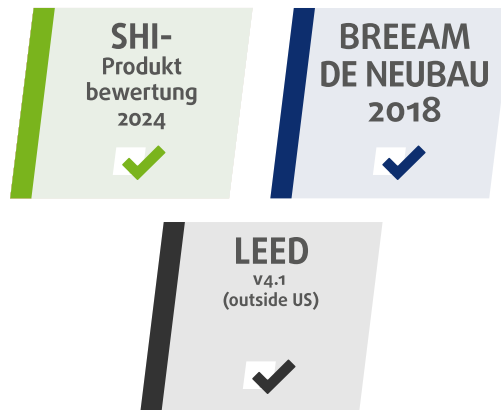 SHI-
Produkt
bewertung
2024
BREEAM
DE NEUBAU
2018
LEED
v4.1
(outside US)